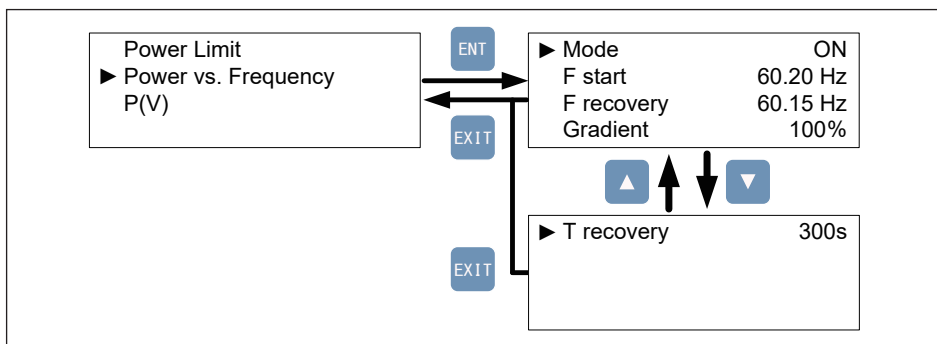 Power Limit
► Power vs. Frequency
P(V)
ENT
EXIT
► Mode ON
F start 60.20 Hz
F recovery 60.15 Hz
Gradient 100%
▲ ▼
► T recovery 300s
EXIT